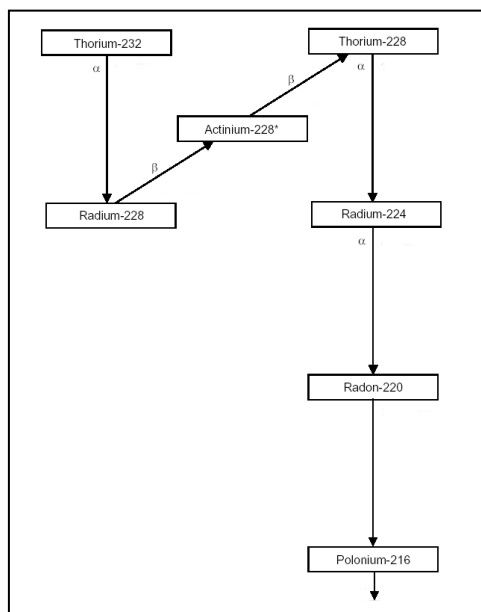 Thorium-232
Thorium-228
α
α
β
Actinium-228*
β
Radium-228
Radium-224
α
Radon-220
Polonium-216